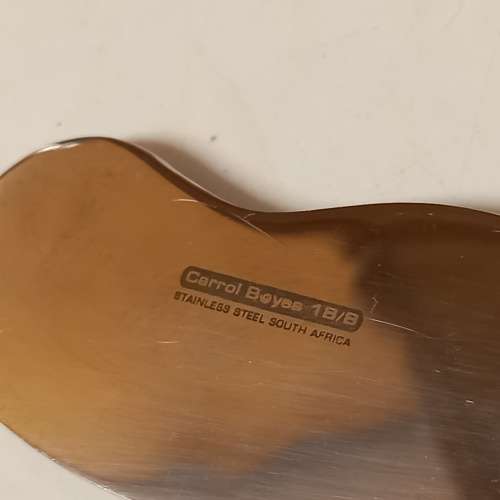 Carrol Boyes 18/8
STAINLESS STEEL SOUTH AFRICA